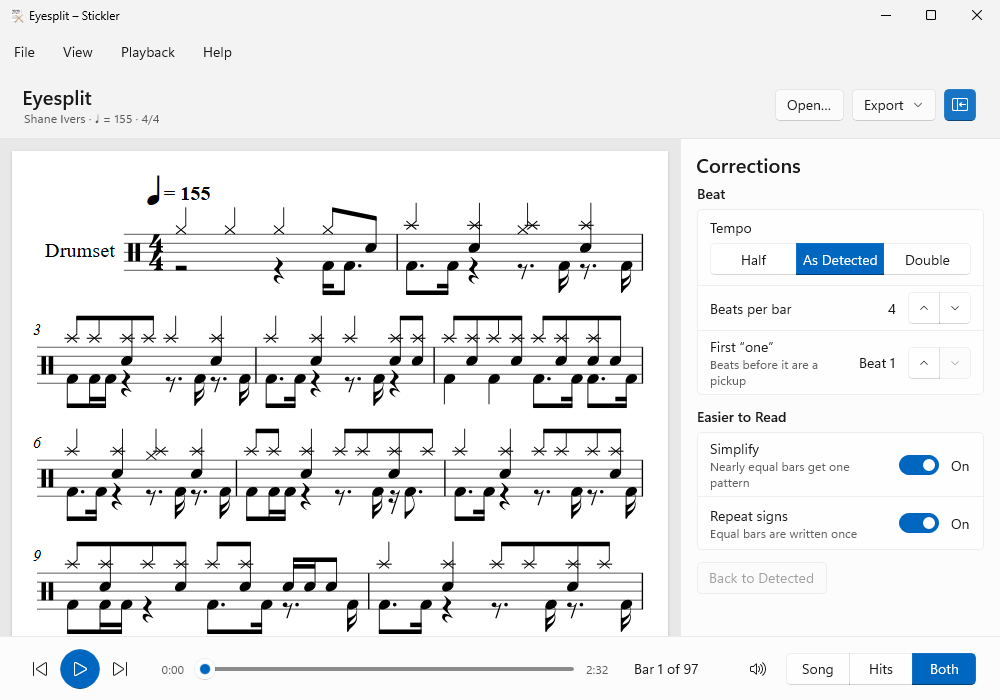 Eyesplit – Stickler
File View Playback Help
Eyesplit
Shane Ivers · ♩ = 155 · 4/4
Open... Export
= 155
Drumset
4
4
3
6
9
Corrections
Beat
Tempo
Half As Detected Double
Beats per bar 4
First “one”
Beats before it are a
pickup
Beat 1
Easier to Read
Simplify
Nearly equal bars get one
pattern
On
Repeat signs
Equal bars are written once
On
Back to Detected
0:00 2:32 Bar 1 of 97 Song Hits Both